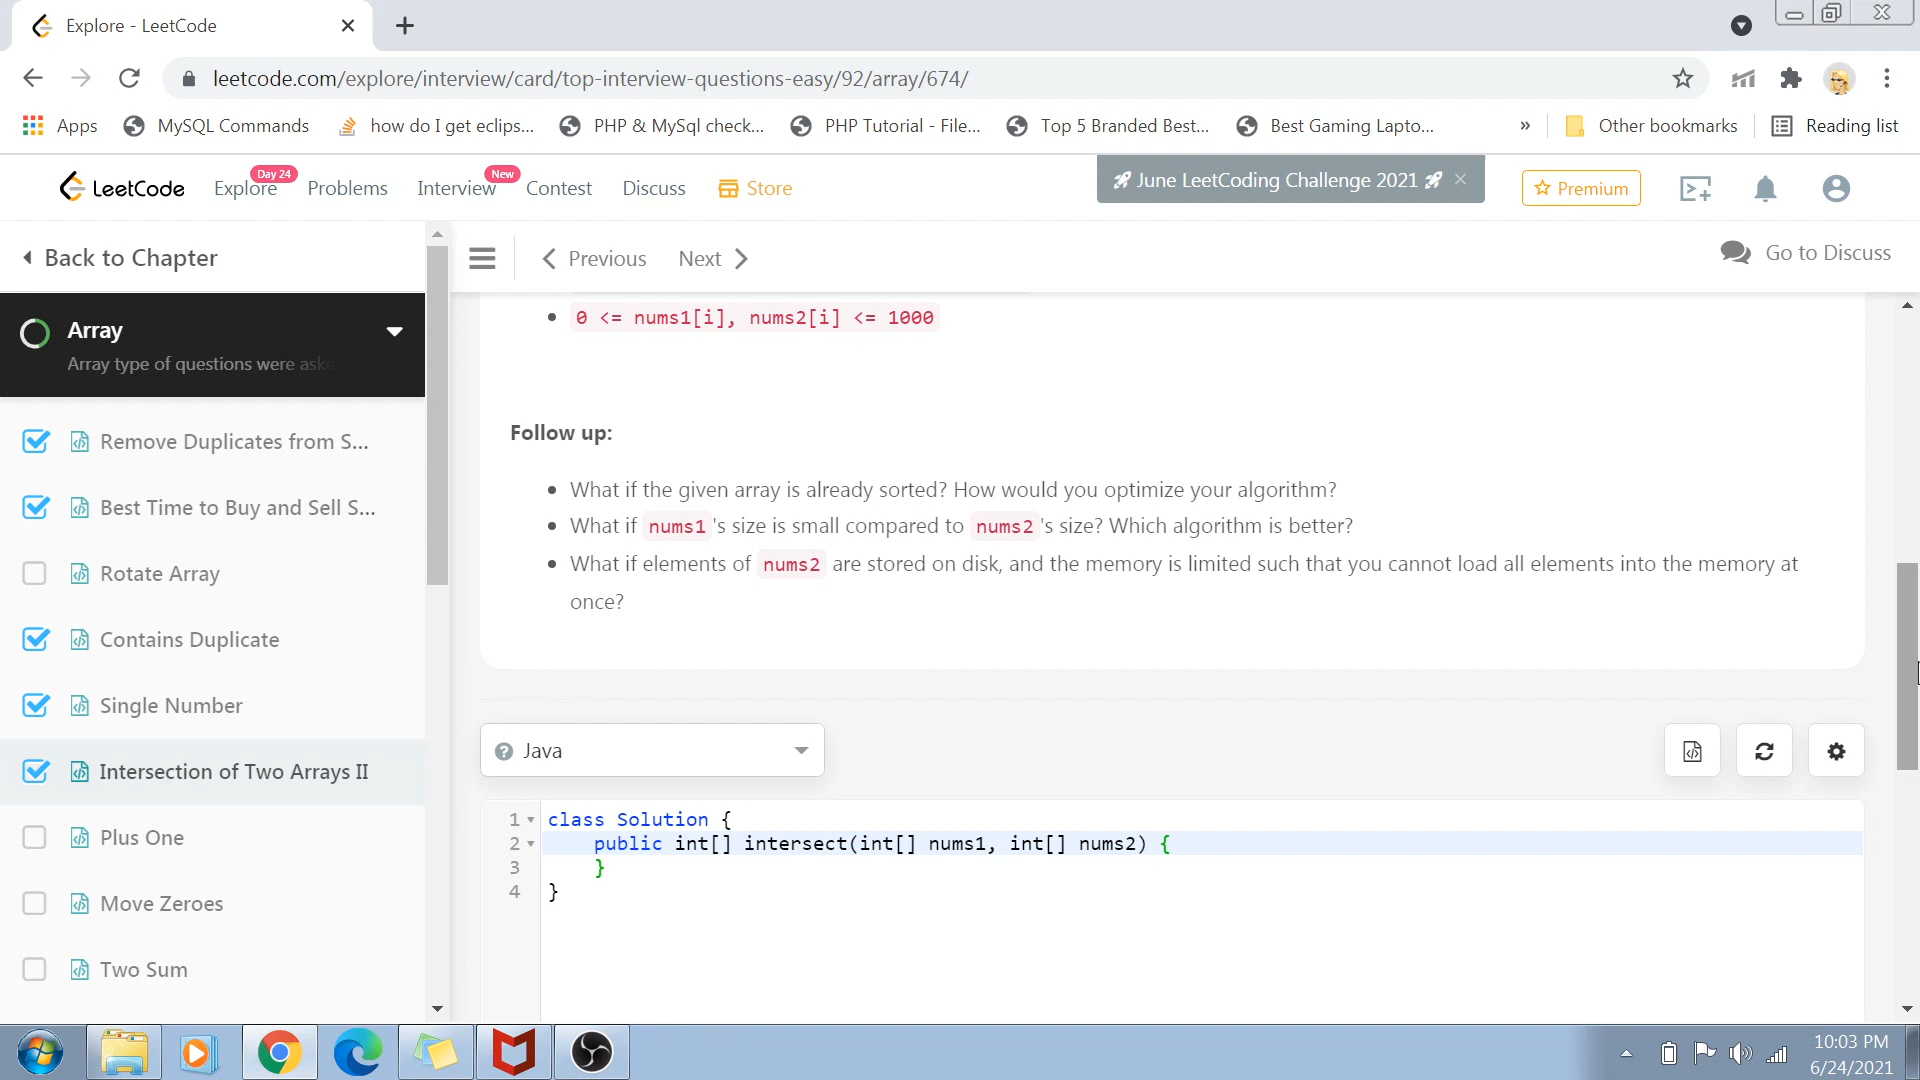 Explore - LeetCode
leetcode.com/explore/interview/card/top-interview-questions-easy/92/array/674/
Apps MySQL Commands how do I get eclips... PHP & MySql check... PHP Tutorial - File... Top 5 Branded Best... Best Gaming Lapto... » Other bookmarks Reading list
LeetCode Explore Day 24 Problems Interview New Contest Discuss Store June LeetCoding Challenge 2021 Premium
Back to Chapter
Previous Next Go to Discuss
Array
Array type of questions were aske
Remove Duplicates from S...
Best Time to Buy and Sell S...
Rotate Array
Contains Duplicate
Single Number
Intersection of Two Arrays II
Plus One
Move Zeroes
Two Sum
0 <= nums1[i], nums2[i] <= 1000
Follow up:
What if the given array is already sorted? How would you optimize your algorithm?
What if nums1's size is small compared to nums2's size? Which algorithm is better?
What if elements of nums2 are stored on disk, and the memory is limited such that you cannot load all elements into the memory at
once?
Java
1 class Solution {
2 public int[] intersect(int[] nums1, int[] nums2) {
3 }
4 }
10:03 PM
6/24/2021